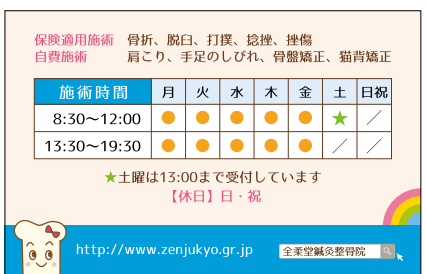 保険適用施術 骨折、脱臼、打撲、捻挫、挫傷
自費施術 肩こり、手足のしびれ、骨盤矯正、猫背矯正
施術時間 月 火 水 木 金 土 日祝
8:30〜12:00 ● ● ● ● ● ★ ／
13:30〜19:30 ● ● ● ● ● ／ ／
★土曜は13:00まで受付しています
【休日】日・祝
http://www.zenjukyo.gr.jp 全柔堂鍼灸整骨院